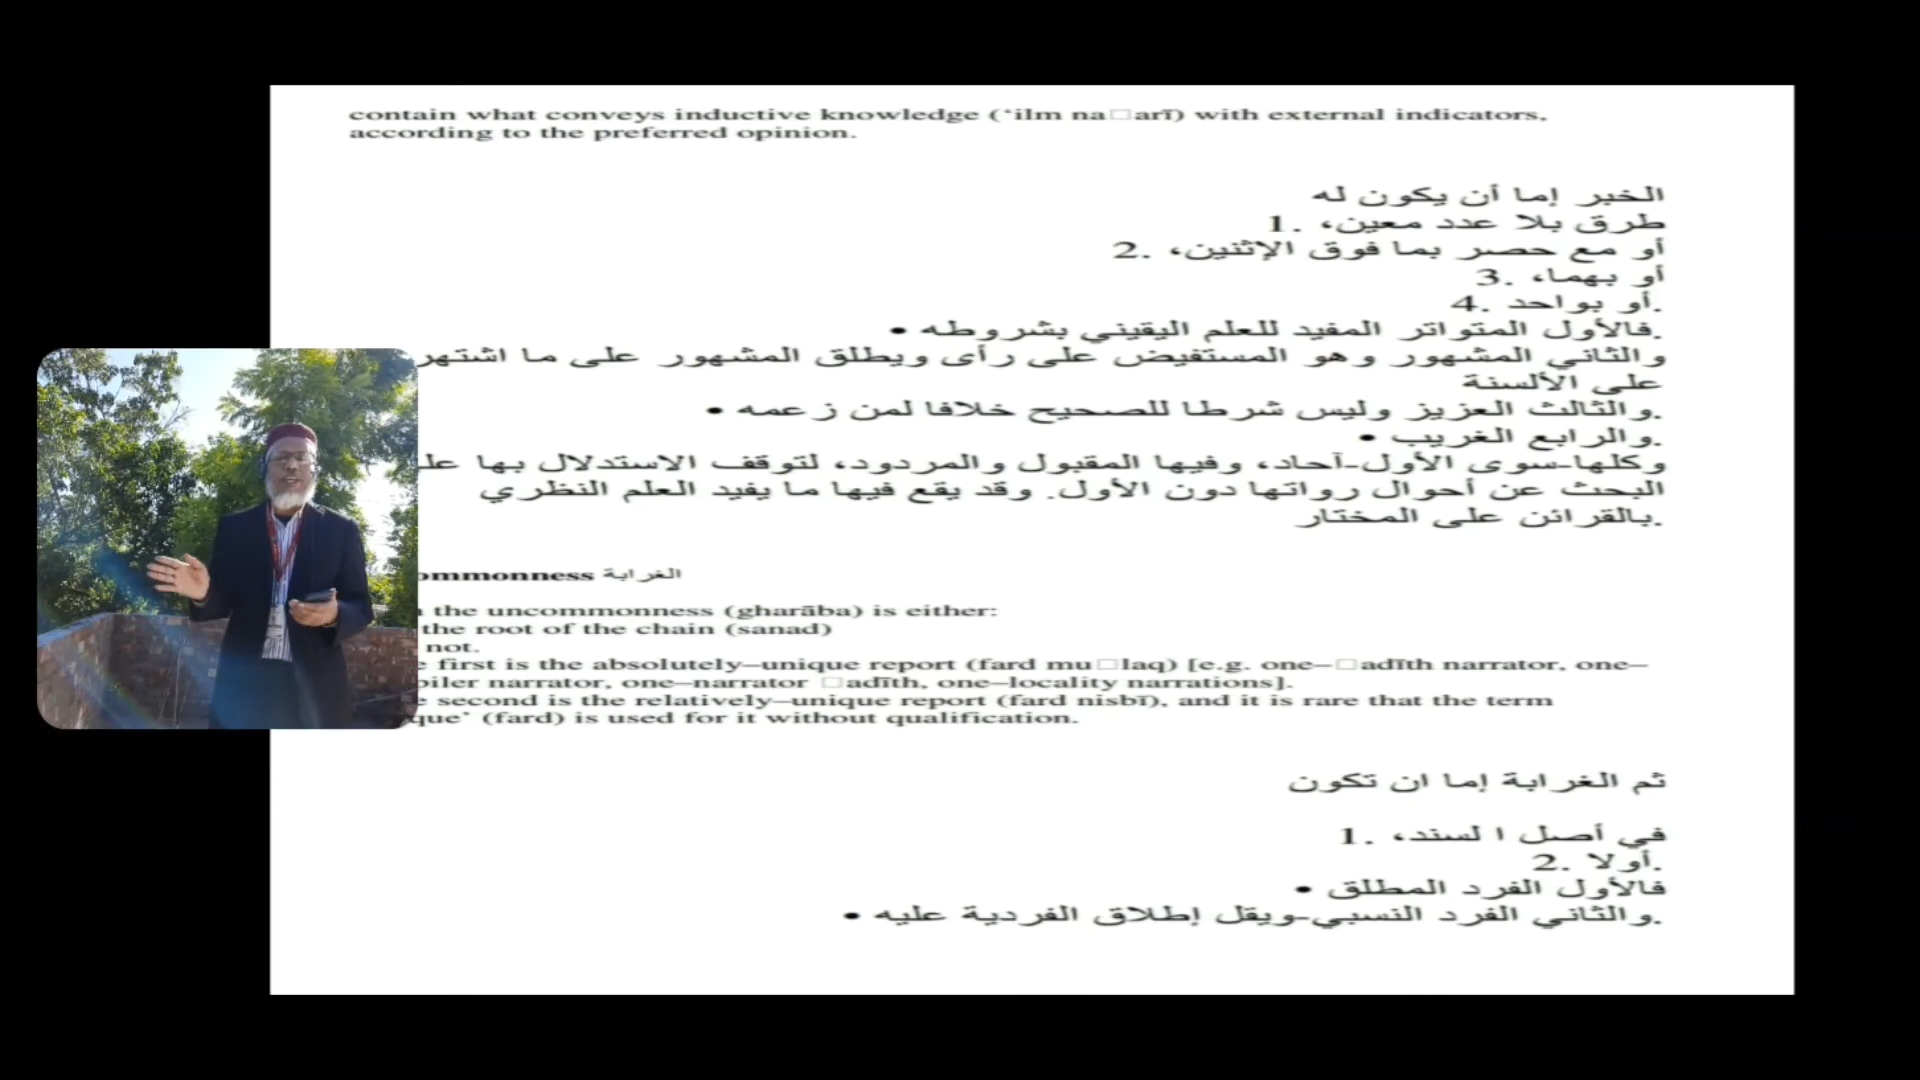 contain what conveys inductive knowledge (‘ilm na□arī) with external indicators,
according to the preferred opinion.
الخبر إما أن يكون له
طرق بلا عدد معين، .1
أو مع حصر بما فوق الإثنين، .2
أو بهما، .3
.أو بواحد .4
.فالأول المتواتر المفيد للعلم اليقيني بشروطه •
والثاني المشهور وهو المستفيض على رأى ويطلق المشهور على ما اشتهر
على الألسنة
.والثالث العزيز وليس شرطا للصحيح خلافا لمن زعمه •
.والرابع الغريب •
وكلها-سوى الأول-آحاد، وفيها المقبول والمردود، لتوقف الاستدلال بها
البحث عن أحوال رواتها دون الأول. وقد يقع فيها ما يفيد العلم النظري
.بالقرائن على المختار
الغرابة
the uncommonness (gharāba) is either:
the root of the chain (sanad)
not.
first is the absolutely–unique report (fard mu□laq) [e.g. one–□adīth narrator, one–
narrator, one–narrator □adīth, one–locality narrations].
second is the relatively–unique report (fard nisbī), and it is rare that the term
(fard) is used for it without qualification.
ثم الغرابة إما ان تكون
في أصل ا لسند، .1
.أولا .2
فالأول الفرد المطلق •
.والثاني الفرد النسبي-ويقل إطلاق الفردية عليه •